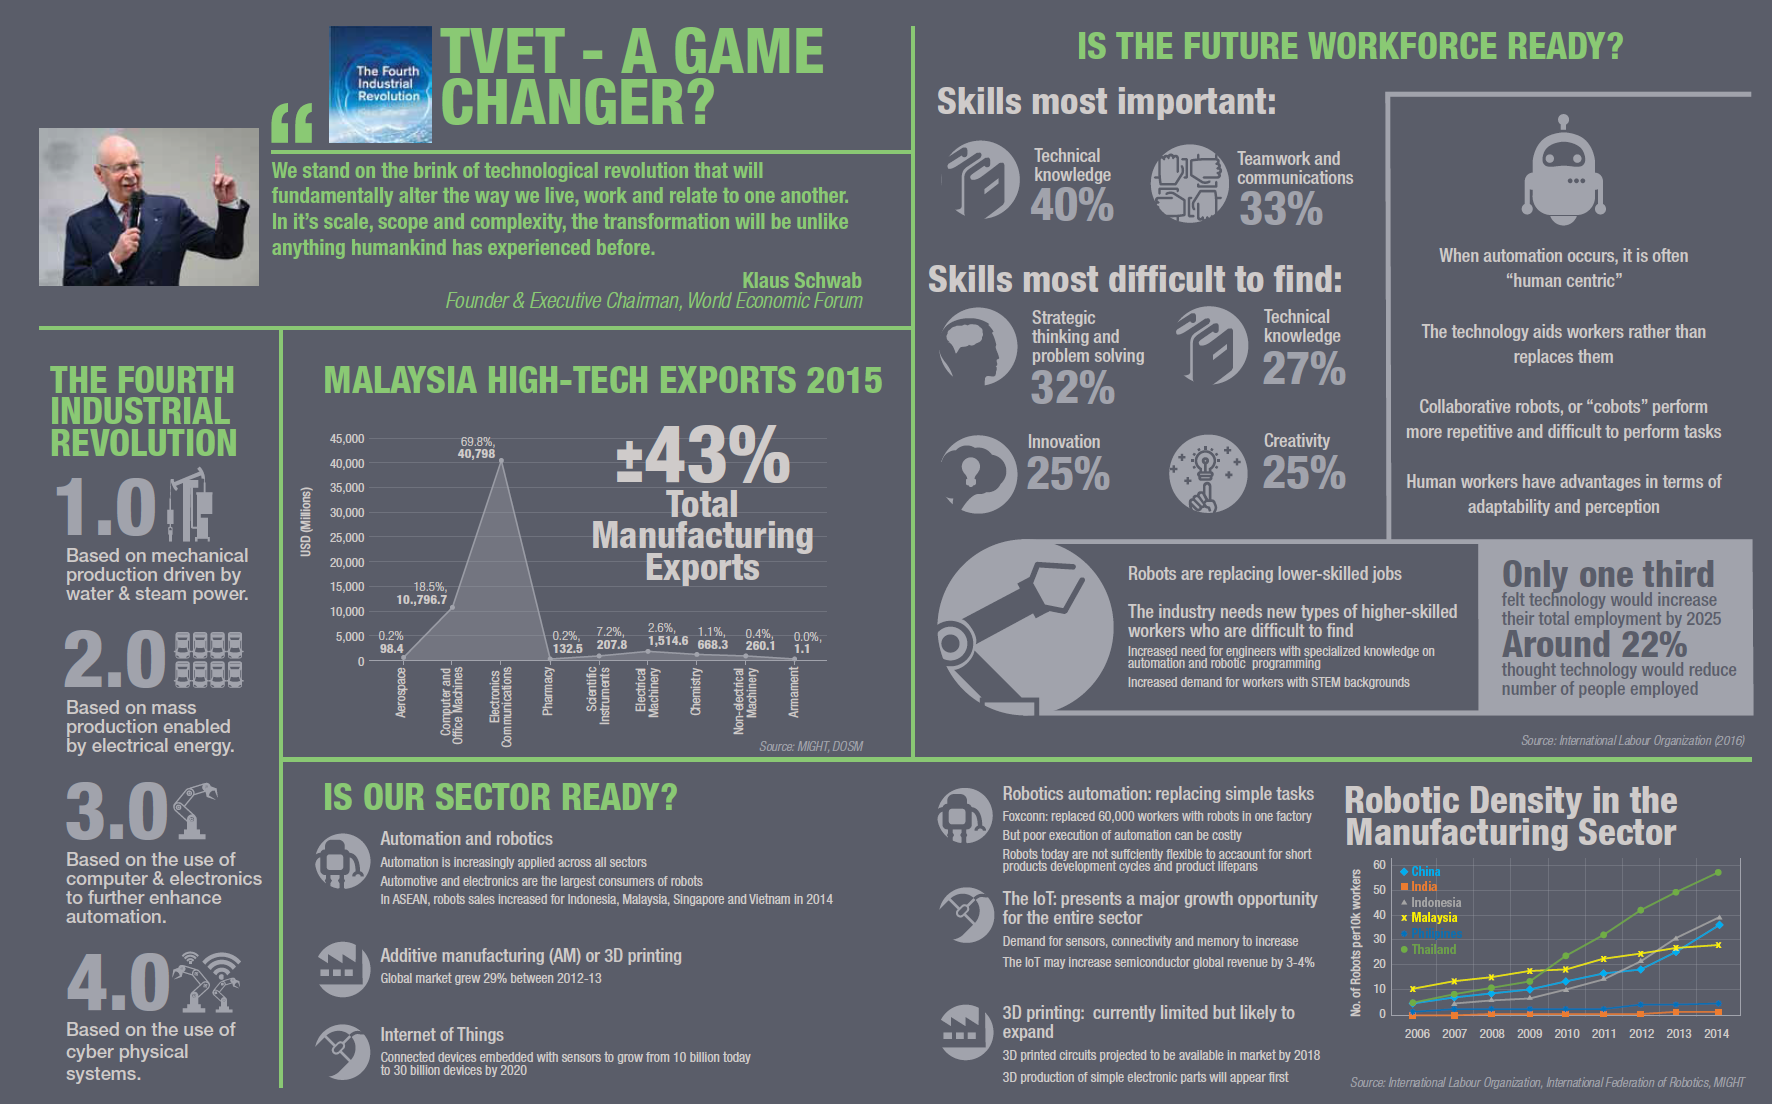 The Fourth
Industrial
Revolution
TVET - A GAME
CHANGER?
“
We stand on the brink of technological revolution that will
fundamentally alter the way we live, work and relate to one another.
In it’s scale, scope and complexity, the transformation will be unlike
anything humankind has experienced before.
Klaus Schwab
Founder & Executive Chairman, World Economic Forum
THE FOURTH
INDUSTRIAL
REVOLUTION
1.0
Based on mechanical
production driven by
water & steam power.
2.0
Based on mass
production enabled
by electrical energy.
3.0
Based on the use of
computer & electronics
to further enhance
automation.
4.0
Based on the use of
cyber physical
systems.
MALAYSIA HIGH-TECH EXPORTS 2015
±43%
Total
Manufacturing
Exports
USD (Millions)
45,000
40,000
35,000
30,000
25,000
20,000
15,000
10,000
5,000
0
0.2%
98.4
18.5%,
10.,796.7
69.8%,
40,798
0.2%,
132.5
7.2%,
207.8
2.6%,
1,514.6
1.1%,
668.3
0.4%,
260.1
0.0%,
1.1
Aerospace
Computer and
Office Machines
Electronics
Communications
Pharmacy
Scientific
Instruments
Electrical
Machinery
Chemistry
Non-electrical
Machinery
Armament
Source: MIGHT, DOSM
IS THE FUTURE WORKFORCE READY?
Skills most important:
Technical
knowledge
40%
Teamwork and
communications
33%
Skills most difficult to find:
Strategic
thinking and
problem solving
32%
Technical
knowledge
27%
Innovation
25%
Creativity
25%
When automation occurs, it is often
“human centric”
The technology aids workers rather than
replaces them
Collaborative robots, or “cobots” perform
more repetitive and difficult to perform tasks
Human workers have advantages in terms of
adaptability and perception
Robots are replacing lower-skilled jobs
The industry needs new types of higher-skilled
workers who are difficult to find
Increased need for engineers with specialized knowledge on
automation and robotic programming
Increased demand for workers with STEM backgrounds
Only one third
felt technology would increase
their total employment by 2025
Around 22%
thought technology would reduce
number of people employed
Source: International Labour Organization (2016)
IS OUR SECTOR READY?
Automation and robotics
Automation is increasingly applied across all sectors
Automotive and electronics are the largest consumers of robots
In ASEAN, robots sales increased for Indonesia, Malaysia, Singapore and Vietnam in 2014
Additive manufacturing (AM) or 3D printing
Global market grew 29% between 2012-13
Internet of Things
Connected devices embedded with sensors to grow from 10 billion today
to 30 billion devices by 2020
Robotics automation: replacing simple tasks
Foxconn: replaced 60,000 workers with robots in one factory
But poor execution of automation can be costly
Robots today are not suffciently flexible to accaount for short
products development cycles and product lifepans
The IoT: presents a major growth opportunity
for the entire sector
Demand for sensors, connectivity and memory to increase
The IoT may increase semiconductor global revenue by 3-4%
3D printing: currently limited but likely to
expand
3D printed circuits projected to be available in market by 2018
3D production of simple electronic parts will appear first
Robotic Density in the
Manufacturing Sector
No. of Robots per10k workers
60
50
40
30
20
10
0
China
India
Indonesia
Malaysia
Thailand
2006 2007 2008 2009 2010 2011 2012 2013 2014
Source: International Labour Organization, International Federation of Robotics, MIGHT